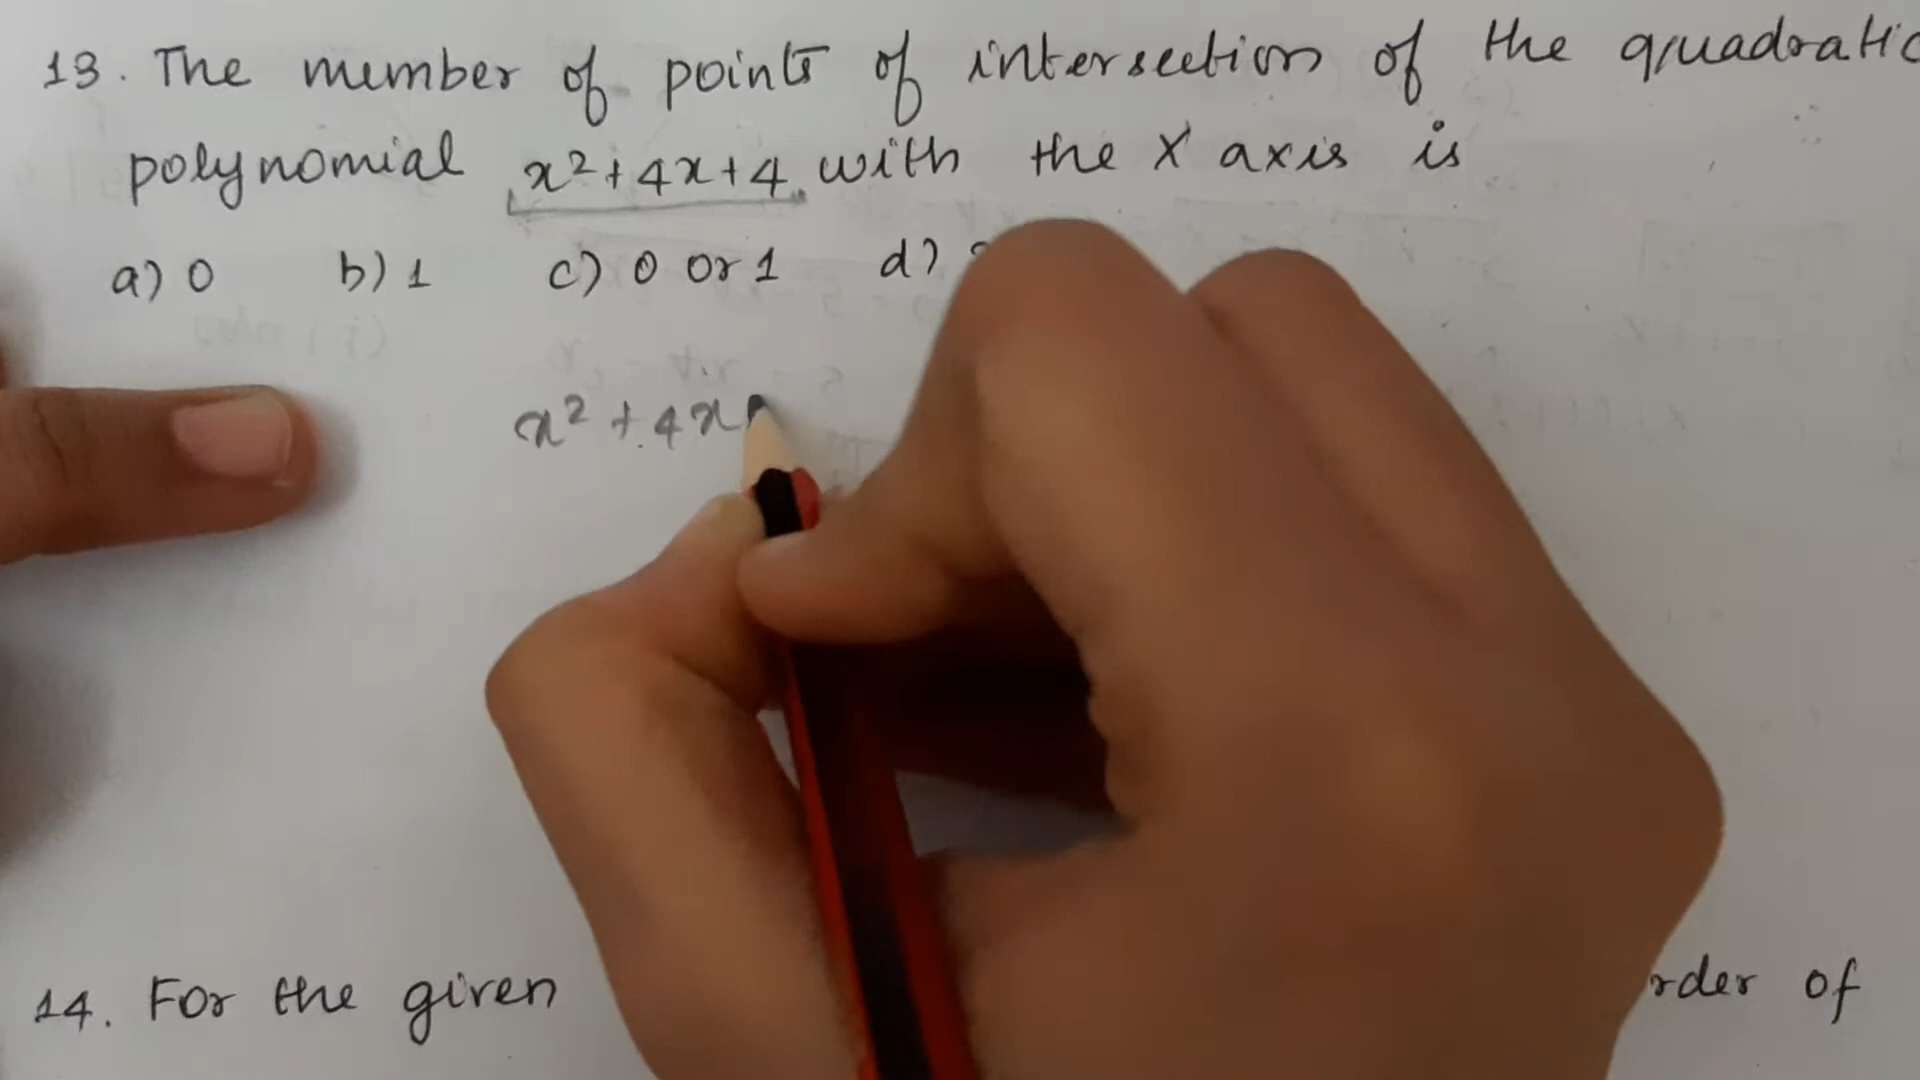 13. The number of points of intersection of the quadratic
polynomial x²+4x+4 with the X axis is
a) 0 b) 1 c) 0 or 1 d)
x² + 4x
14. For the given rder of